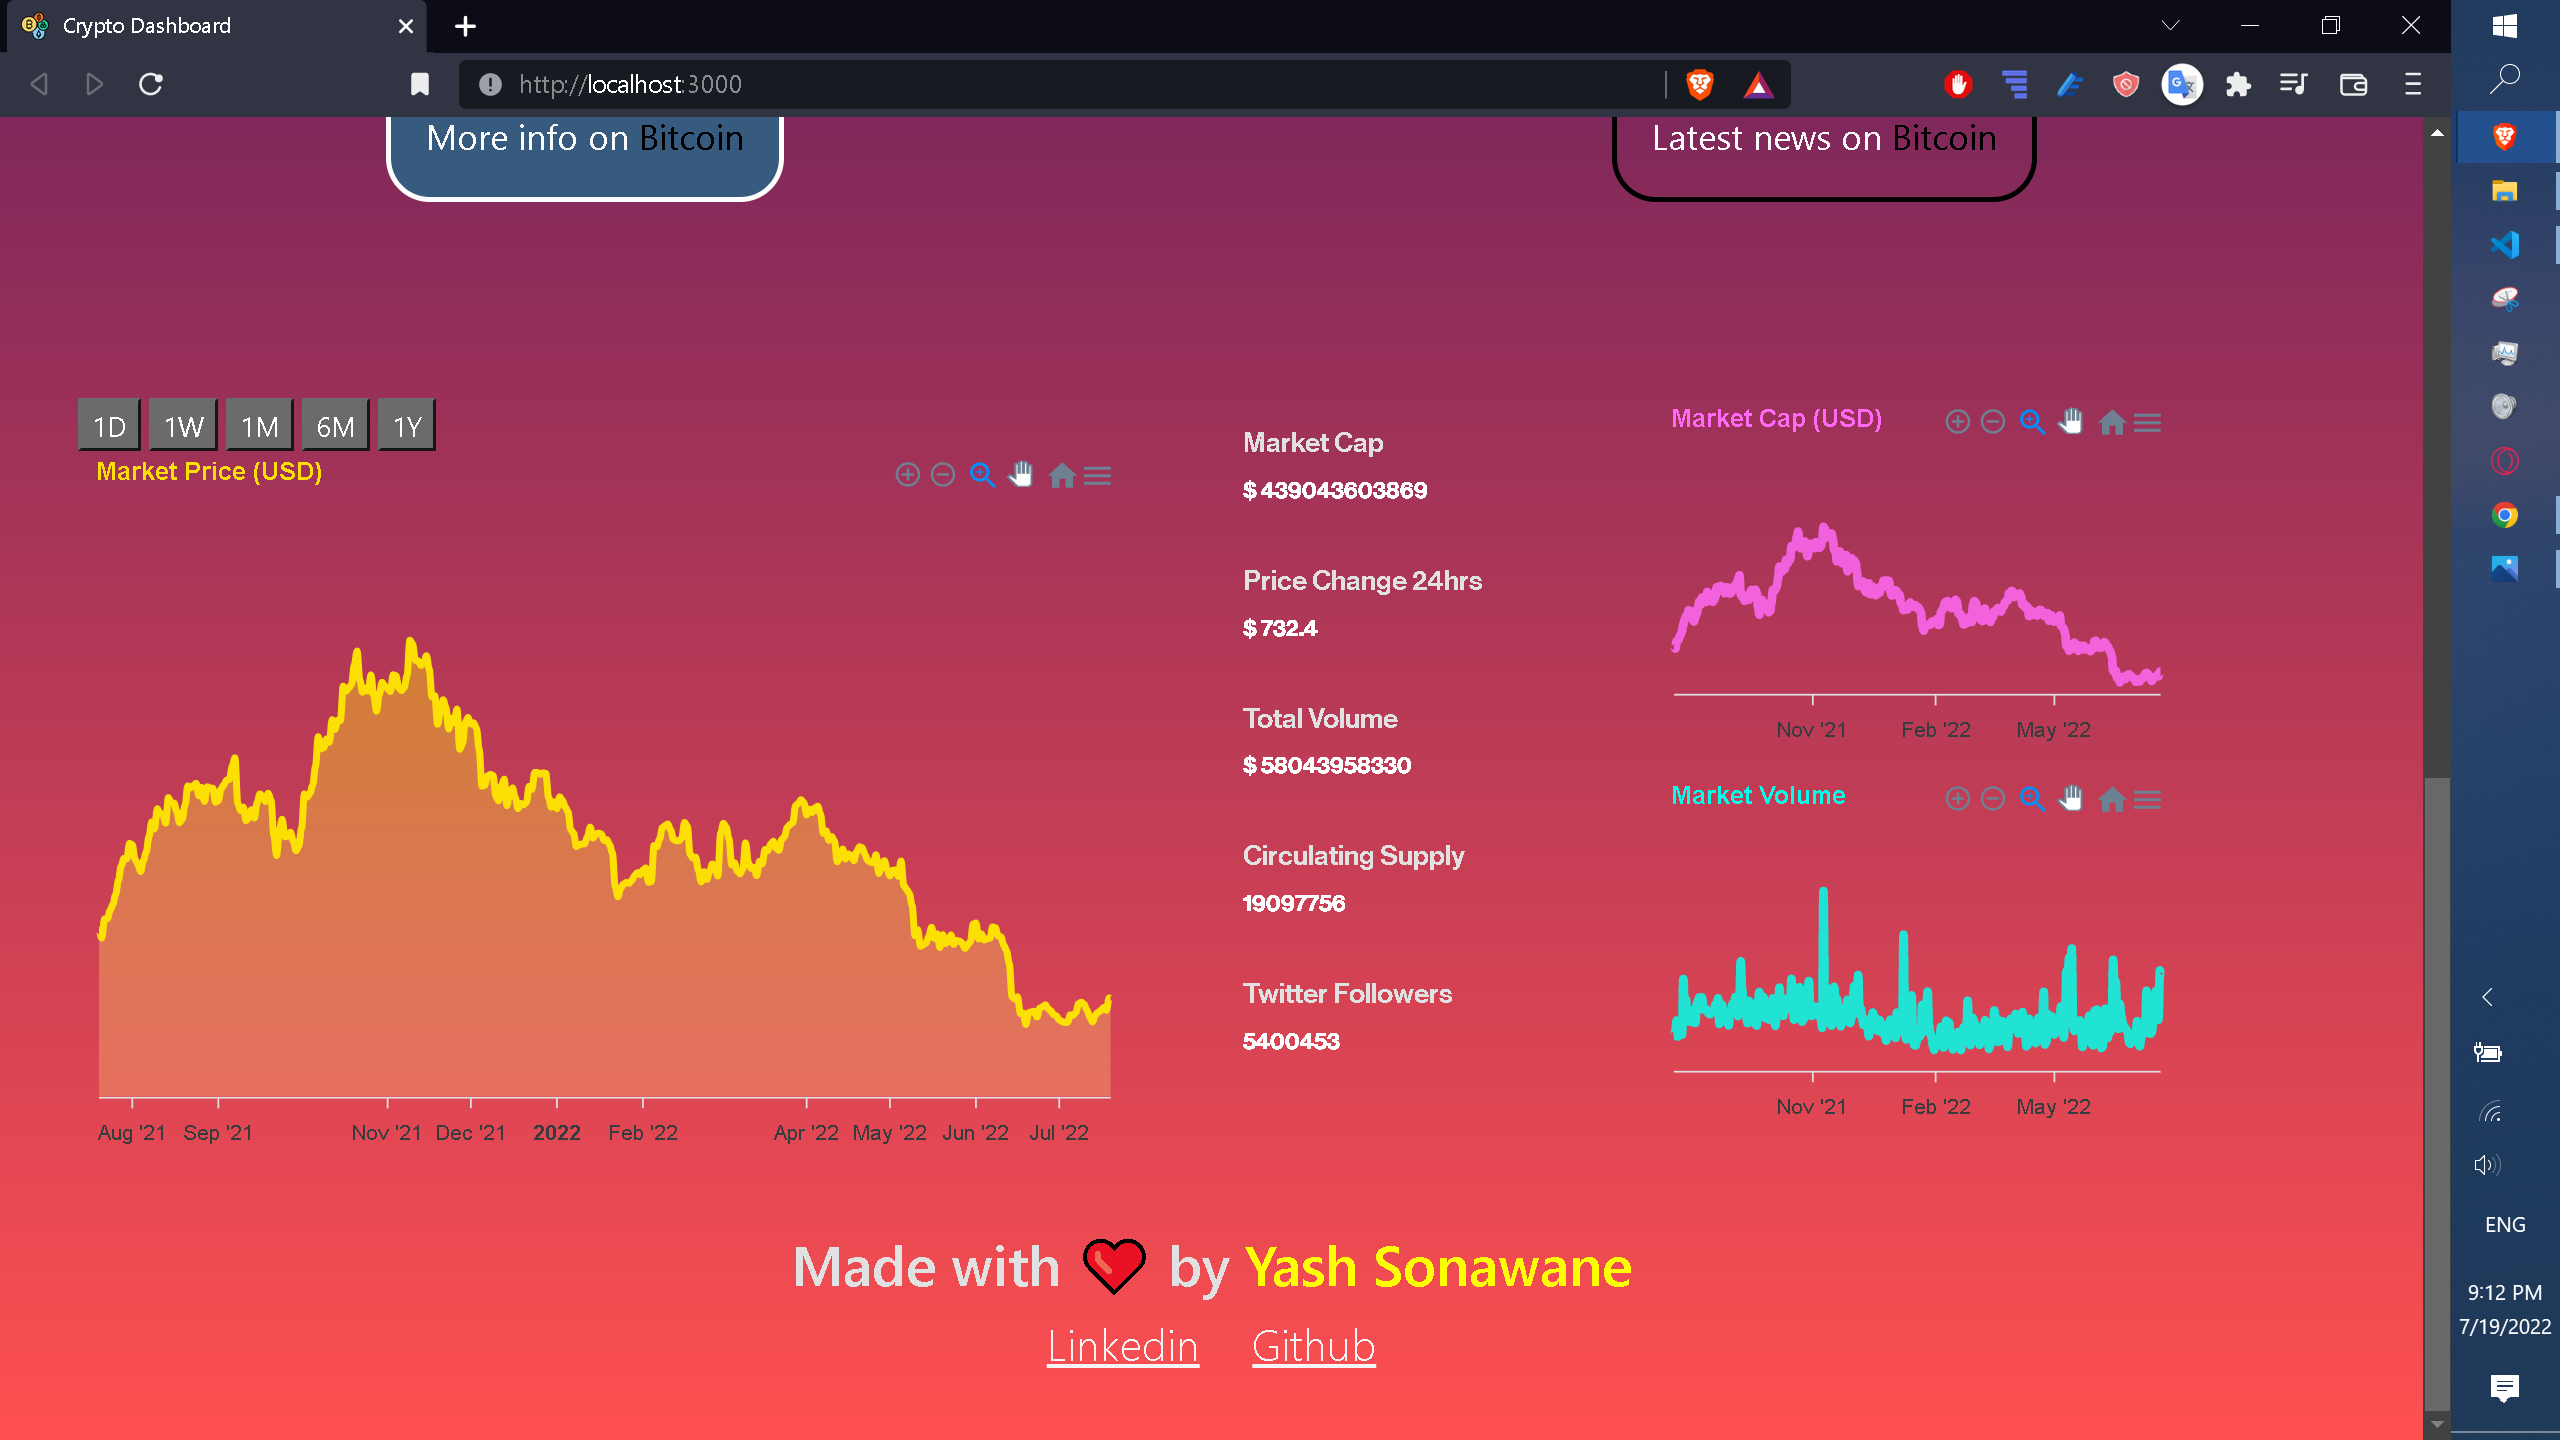 Crypto Dashboard
http://localhost:3000
More info on Bitcoin
Latest news on Bitcoin
1D 1W 1M 6M 1Y
Market Price (USD)
Aug '21 Sep '21 Nov '21 Dec '21 2022 Feb '22 Apr '22 May '22 Jun '22 Jul '22
Market Cap
$ 439043603869
Price Change 24hrs
$ 732.4
Total Volume
$ 58043958330
Circulating Supply
19097756
Twitter Followers
5400453
Market Cap (USD)
Nov '21 Feb '22 May '22
Market Volume
Nov '21 Feb '22 May '22
Made with by Yash Sonawane
Linkedin Github
ENG
9:12 PM
7/19/2022